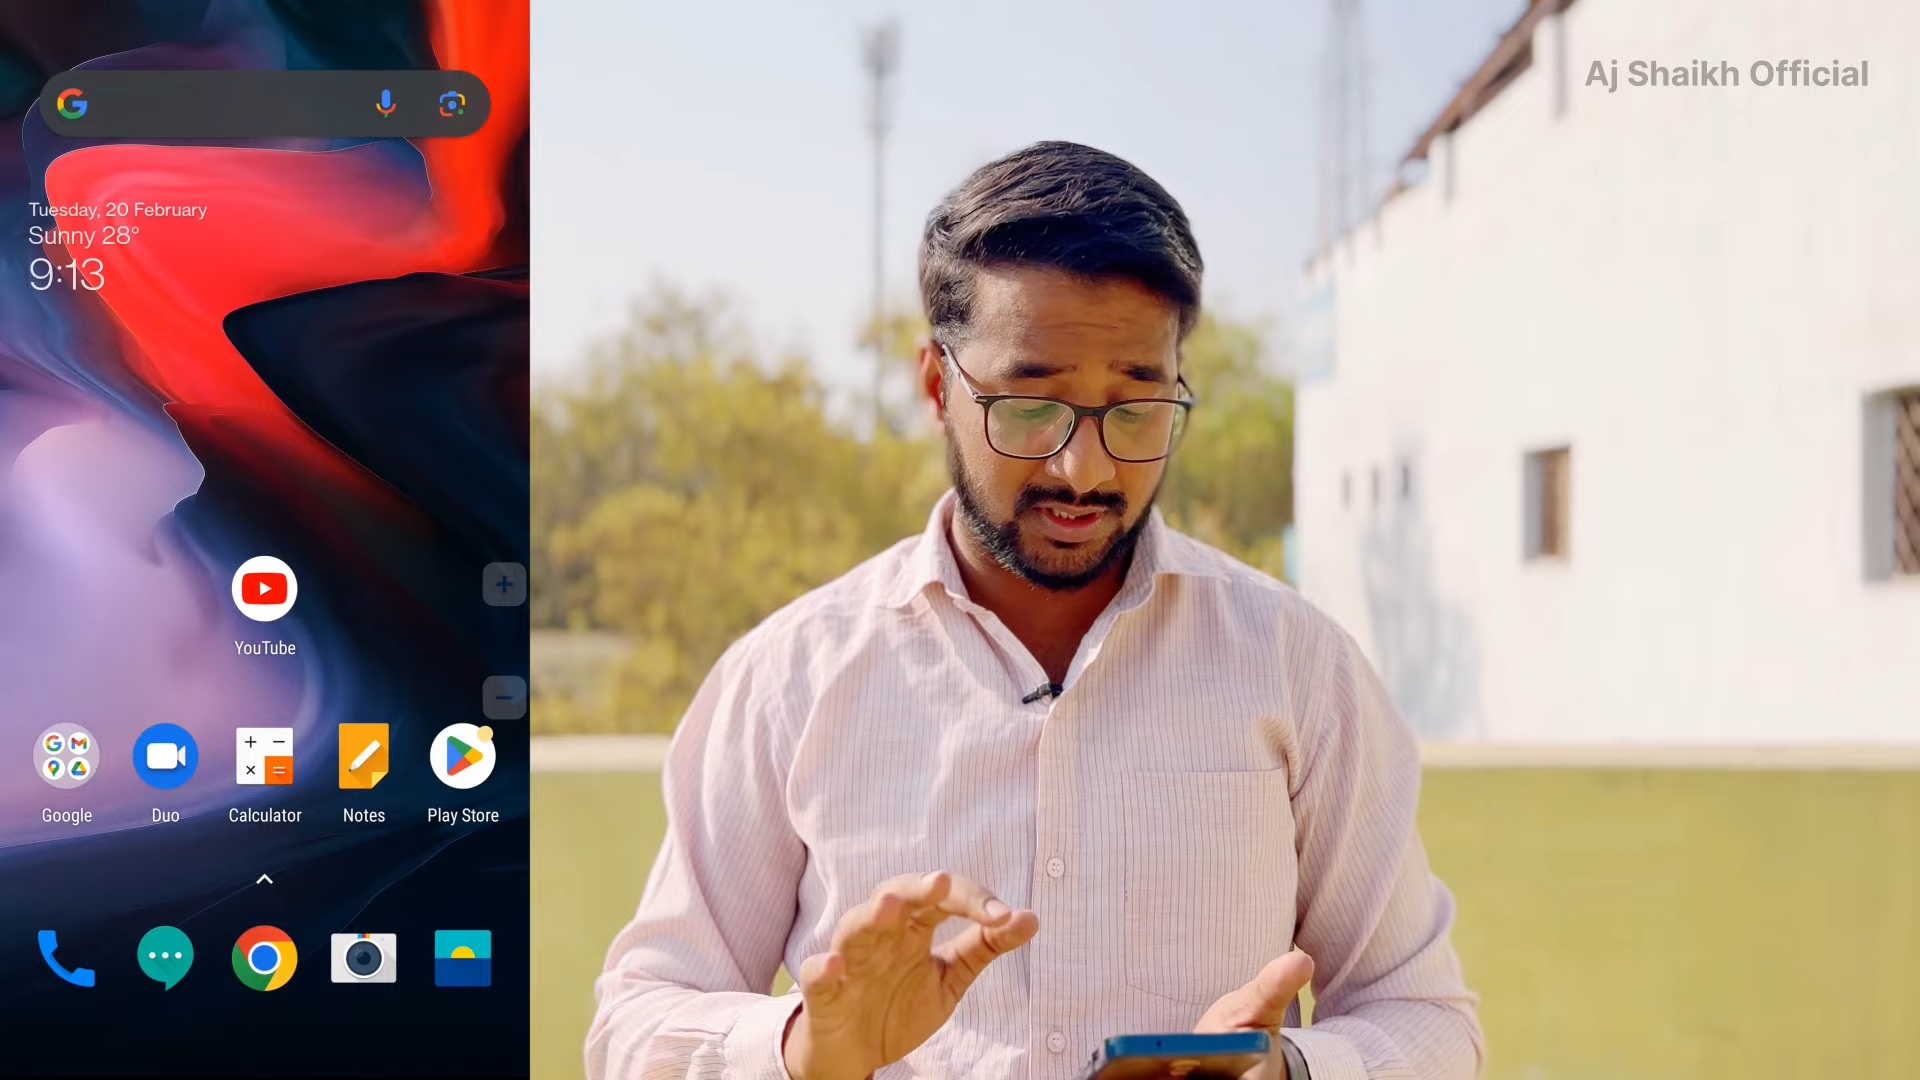 Tuesday, 20 February
Sunny 28°
9:13
YouTube
Google
Duo
Calculator
Notes
Play Store
Aj Shaikh Official